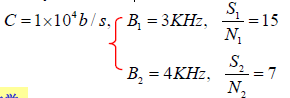 C = 1×10⁴ b / s, { B₁ = 3KHz, S₁/N₁ = 15
B₂ = 4KHz, S₂/N₂ = 7